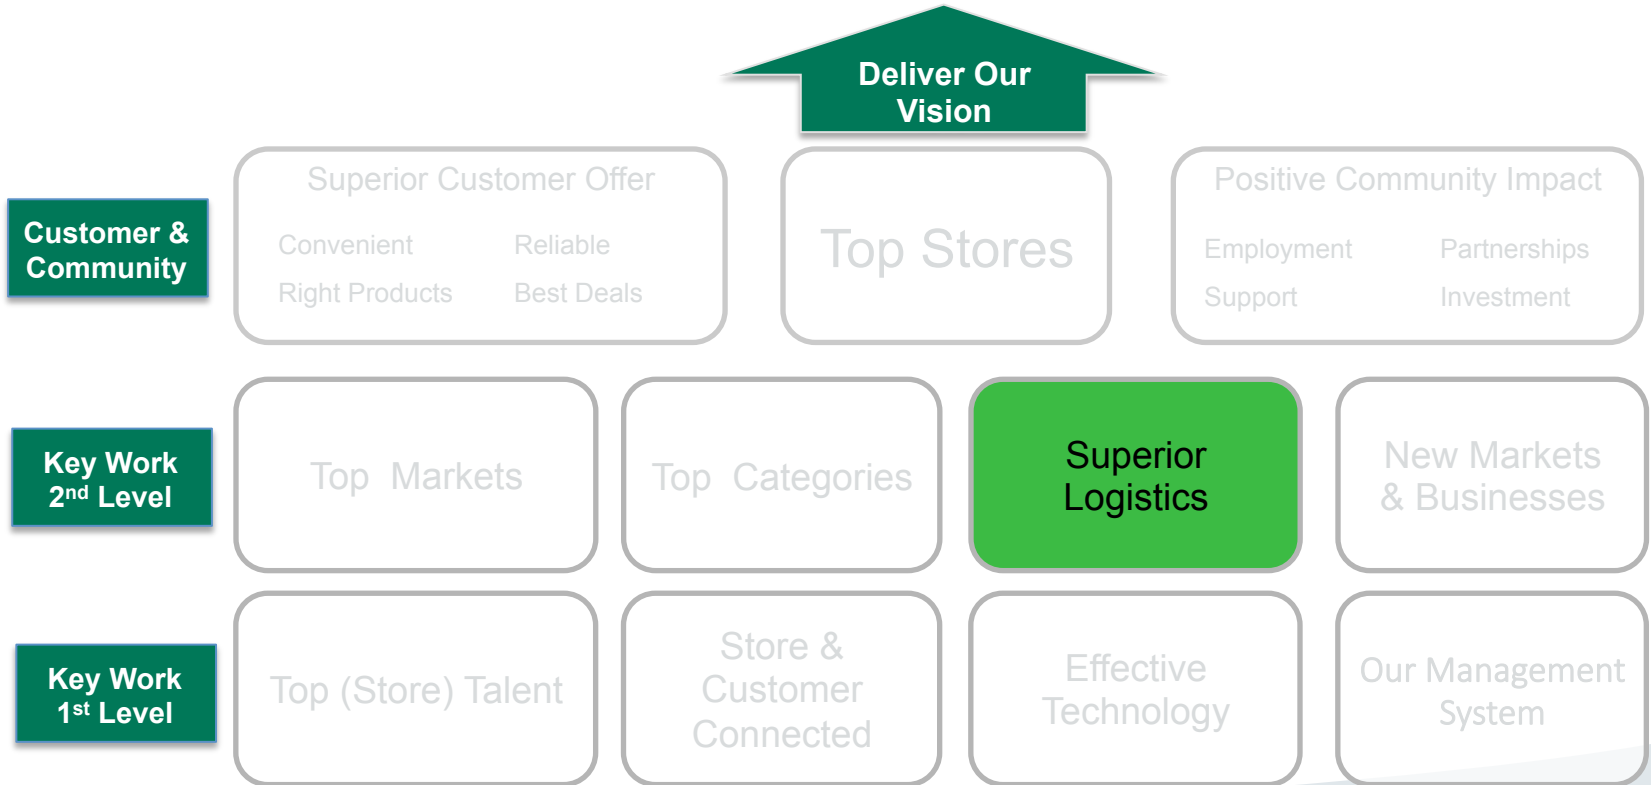 Deliver Our
Vision
Customer &
Community
Superior Customer Offer
Convenient Reliable
Right Products Best Deals
Top Stores
Positive Community Impact
Employment Partnerships
Support Investment
Key Work
2nd Level
Top Markets
Top Categories
Superior
Logistics
New Markets
& Businesses
Key Work
1st Level
Top (Store) Talent
Store &
Customer
Connected
Effective
Technology
Our Management
System